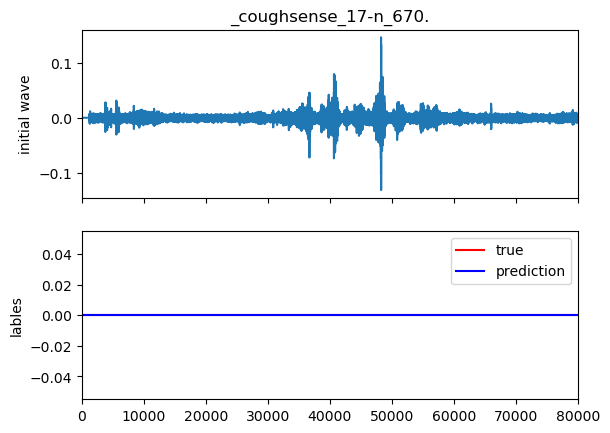 _coughsense_17-n_670.
initial wave
0.1
0.0
−0.1
lables
0.04
0.02
0.00
−0.02
−0.04
true
prediction
0 10000 20000 30000 40000 50000 60000 70000 80000